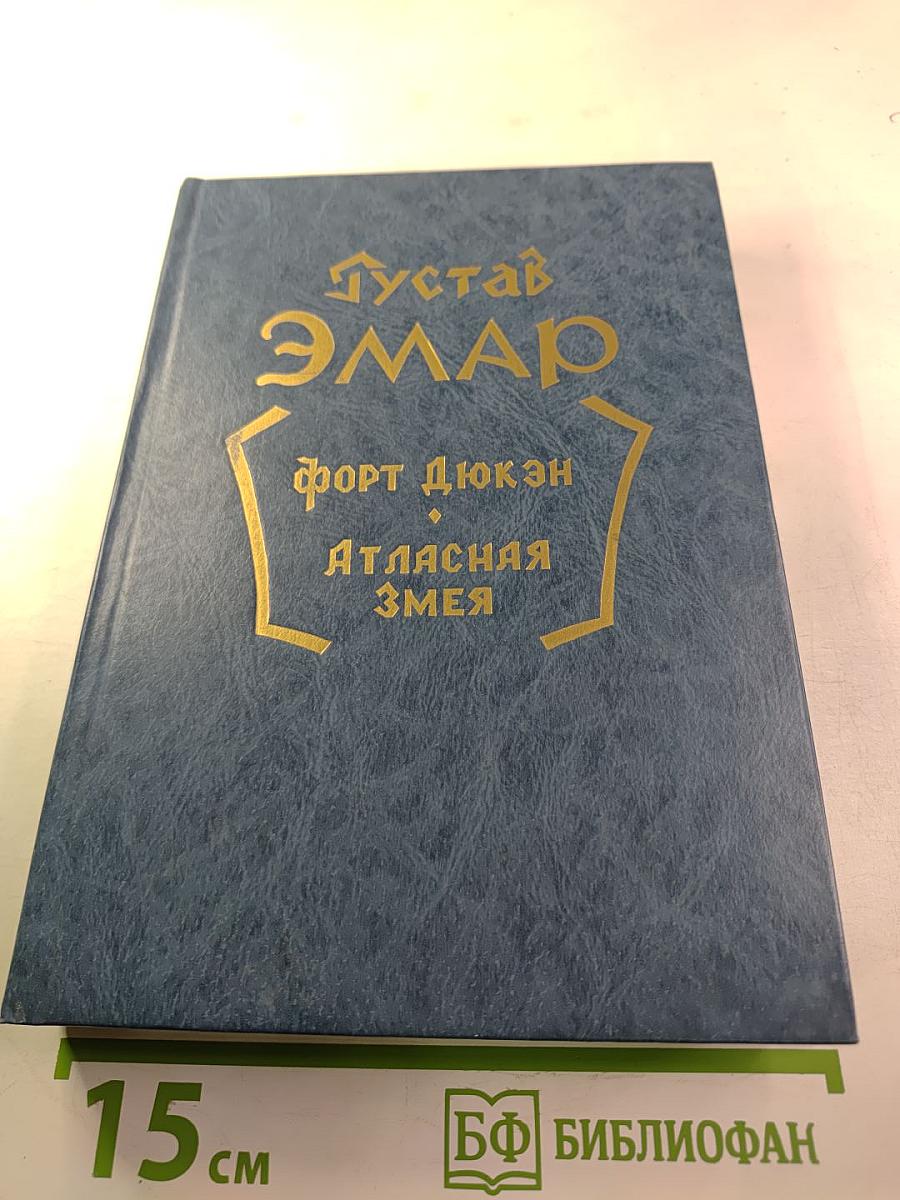 Густав
Эмар
Форт Дюкэн
Атласная
Змея
15 см
БФ БИБЛИОФАН